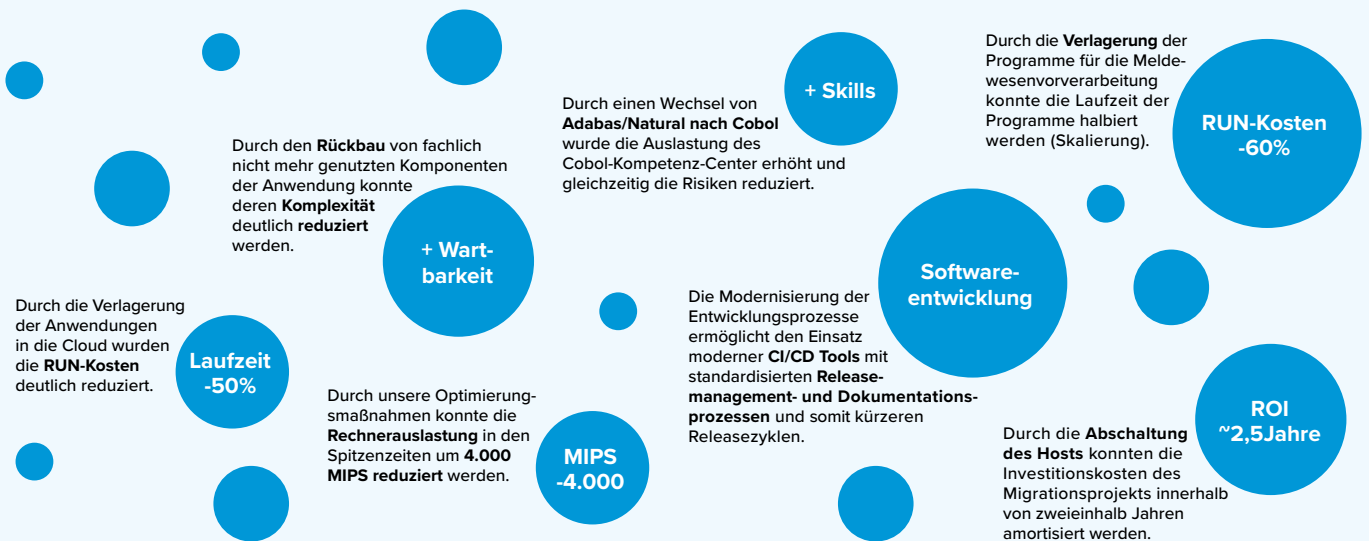 Durch die Verlagerung der
Programme für die Melde-
wesenvorverarbeitung
konnte die Laufzeit der
Programme halbiert
werden (Skalierung).
RUN-Kosten
-60%
+ Skills
Durch einen Wechsel von
Adabas/Natural nach Cobol
wurde die Auslastung des
Cobol-Kompetenz-Center erhöht und
gleichzeitig die Risiken reduziert.
Durch den Rückbau von fachlich
nicht mehr genutzten Komponenten
der Anwendung konnte
deren Komplexität
deutlich reduziert
werden.
+ Wart-
barkeit
Software-
entwicklung
Die Modernisierung der
Entwicklungsprozesse
ermöglicht den Einsatz
moderner CI/CD Tools mit
standardisierten Release-
management- und Dokumentations-
prozessen und somit kürzeren
Releasezyklen.
Durch die Verlagerung
der Anwendungen
in die Cloud wurden
die RUN-Kosten
deutlich reduziert.
Laufzeit
-50%
Durch unsere Optimierung-
smaßnahmen konnte die
Rechnerauslastung in den
Spitzenzeiten um 4.000
MIPS reduziert werden.
MIPS
-4.000
ROI
~2,5Jahre
Durch die Abschaltung
des Hosts konnten die
Investitionskosten des
Migrationsprojekts innerhalb
von zweieinhalb Jahren
amortisiert werden.